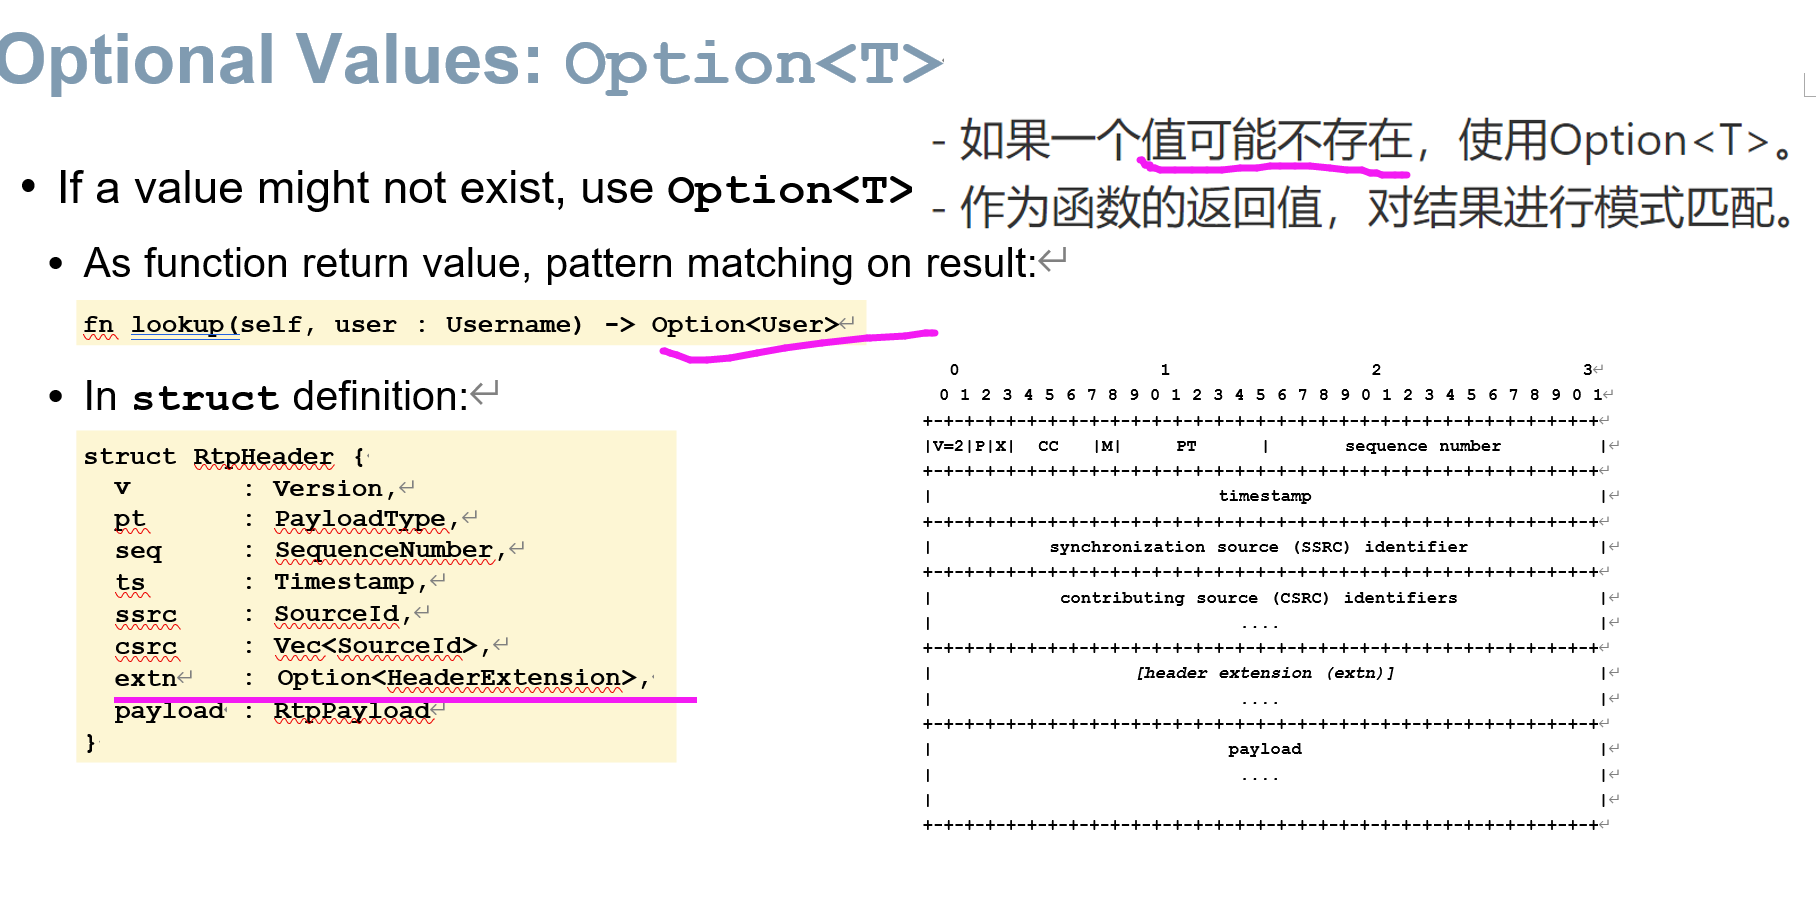 Optional Values: Option<T>
- 如果一个值可能不存在，使用Option<T>。
- 作为函数的返回值，对结果进行模式匹配。
• If a value might not exist, use Option<T>
• As function return value, pattern matching on result:
fn lookup(self, user : Username) -> Option<User>
• In struct definition:
struct RtpHeader {
v : Version,
pt : PayloadType,
seq : SequenceNumber,
ts : Timestamp,
ssrc : SourceId,
csrc : Vec<SourceId>,
extn : Option<HeaderExtension>,
payload : RtpPayload
}
0 1 2 3
0 1 2 3 4 5 6 7 8 9 0 1 2 3 4 5 6 7 8 9 0 1 2 3 4 5 6 7 8 9 0 1
+-+-+-+-+-+-+-+-+-+-+-+-+-+-+-+-+-+-+-+-+-+-+-+-+-+-+-+-+-+-+-+-+
|V=2|P|X| CC |M| PT | sequence number |
+-+-+-+-+-+-+-+-+-+-+-+-+-+-+-+-+-+-+-+-+-+-+-+-+-+-+-+-+-+-+-+-+
| timestamp |
+-+-+-+-+-+-+-+-+-+-+-+-+-+-+-+-+-+-+-+-+-+-+-+-+-+-+-+-+-+-+-+-+
| synchronization source (SSRC) identifier |
+-+-+-+-+-+-+-+-+-+-+-+-+-+-+-+-+-+-+-+-+-+-+-+-+-+-+-+-+-+-+-+-+
| contributing source (CSRC) identifiers |
| .... |
+-+-+-+-+-+-+-+-+-+-+-+-+-+-+-+-+-+-+-+-+-+-+-+-+-+-+-+-+-+-+-+-+
| [header extension (extn)] |
| .... |
+-+-+-+-+-+-+-+-+-+-+-+-+-+-+-+-+-+-+-+-+-+-+-+-+-+-+-+-+-+-+-+-+
| payload |
| .... |
| |
+-+-+-+-+-+-+-+-+-+-+-+-+-+-+-+-+-+-+-+-+-+-+-+-+-+-+-+-+-+-+-+-+